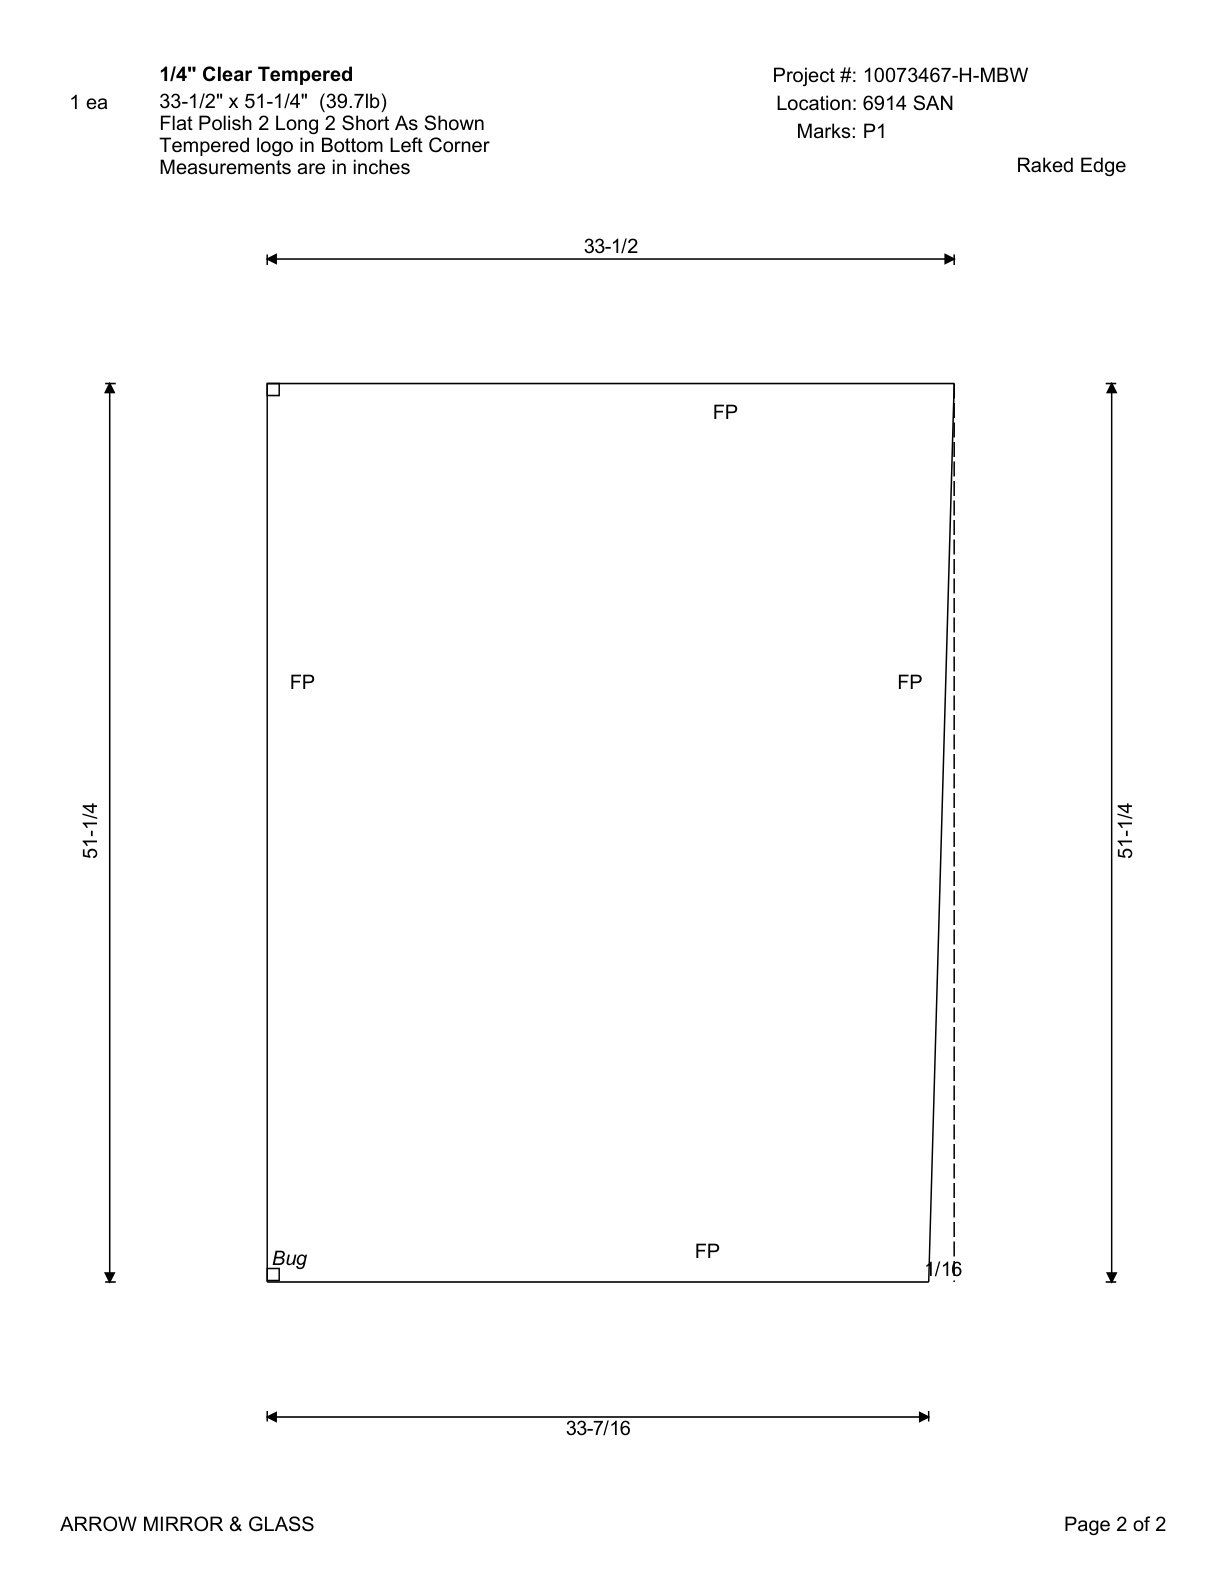 1/4" Clear Tempered
1 ea
33-1/2" x 51-1/4" (39.7lb)
Flat Polish 2 Long 2 Short As Shown
Tempered logo in Bottom Left Corner
Measurements are in inches
Project #: 10073467-H-MBW
Location: 6914 SAN
Marks: P1
Raked Edge
33-1/2
FP
FP
FP
51-1/4
51-1/4
Bug
FP
1/16
33-7/16
ARROW MIRROR & GLASS
Page 2 of 2